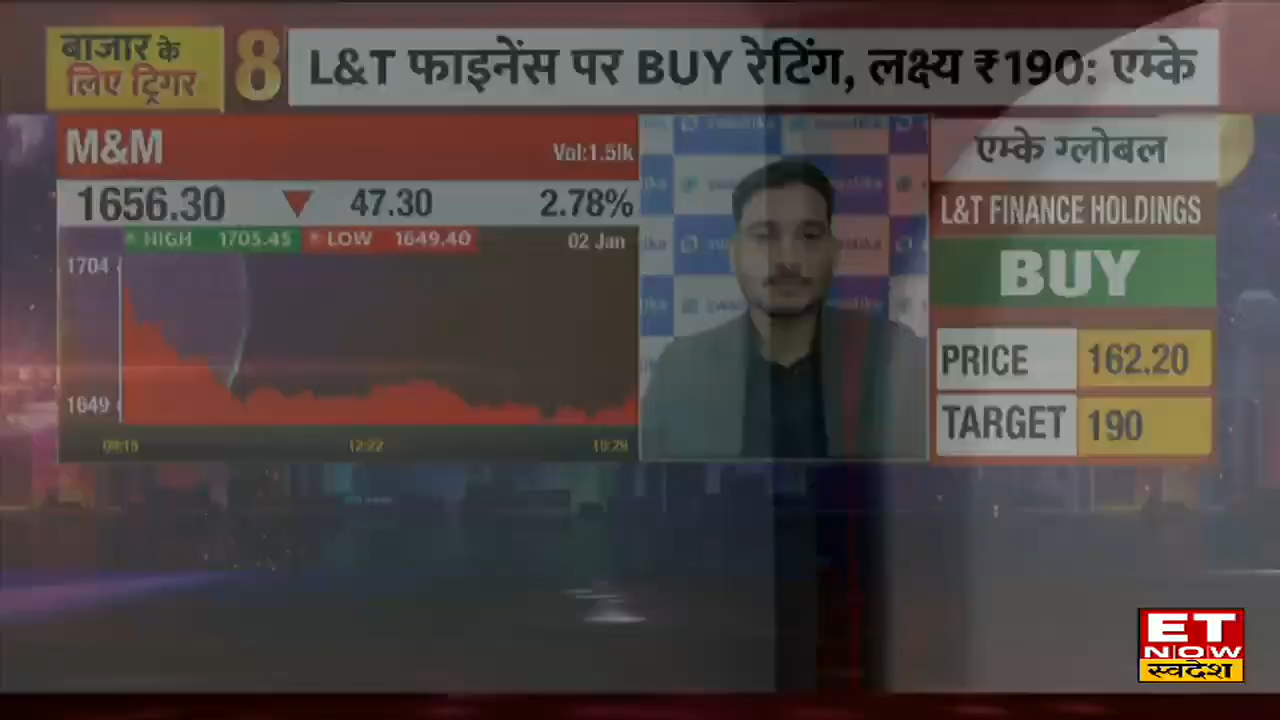 बाजार के
लिए ट्रिगर
8
L&T फाइनेंस पर BUY रेटिंग, लक्ष्य ₹190: एम्के
M&M
Vol:1.5lk
1656.30 ▼ 47.30 2.78%
HIGH 1705.45 LOW 1649.40 02 Jan
1704
1649
12:22
एम्के ग्लोबल
L&T FINANCE HOLDINGS
BUY
PRICE 162.20
TARGET 190
ET
NOW
स्वदेश